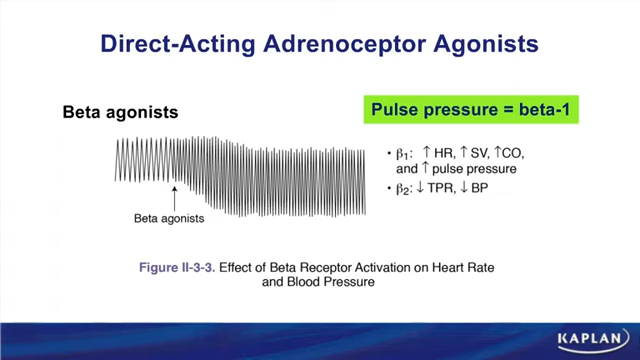 Direct-Acting Adrenoceptor Agonists
Beta agonists
Pulse pressure = beta-1
Beta agonists
• β₁: ↑ HR, ↑ SV, ↑CO,
and ↑ pulse pressure
• β₂: ↓ TPR, ↓ BP
Figure II-3-3. Effect of Beta Receptor Activation on Heart Rate
and Blood Pressure
KAPLAN